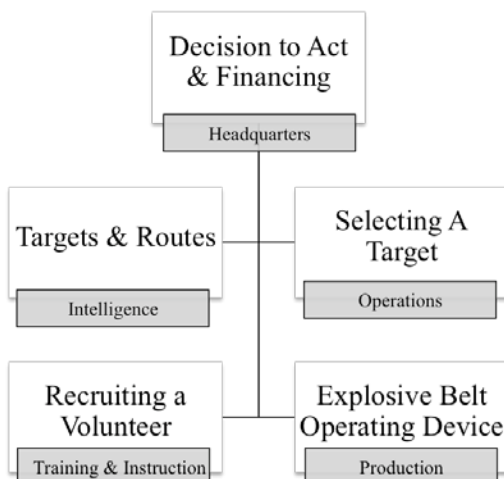 Decision to Act
& Financing
Headquarters
Targets & Routes
Intelligence
Selecting A
Target
Operations
Recruiting a
Volunteer
Training & Instruction
Explosive Belt
Operating Device
Production